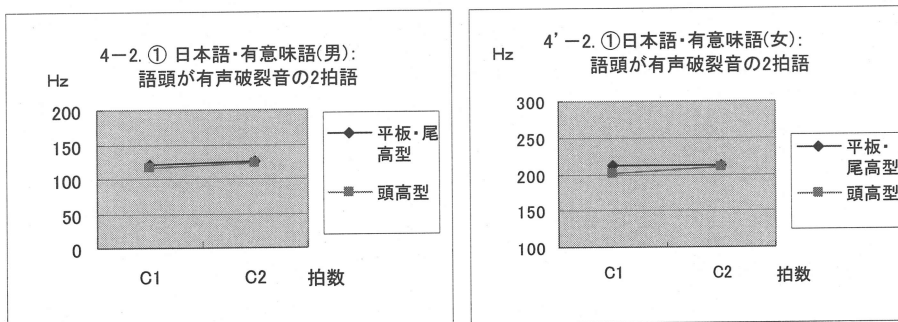 4-2.① 日本語・有意味語(男):
語頭が有声破裂音の2拍語
Hz
200
150
100
50
0
C1 C2 拍数
平板・尾
高型
頭高型
4'-2.①日本語・有意味語(女):
語頭が有声破裂音の2拍語
Hz
300
250
200
150
100
C1 C2 拍数
平板・
尾高型
頭高型